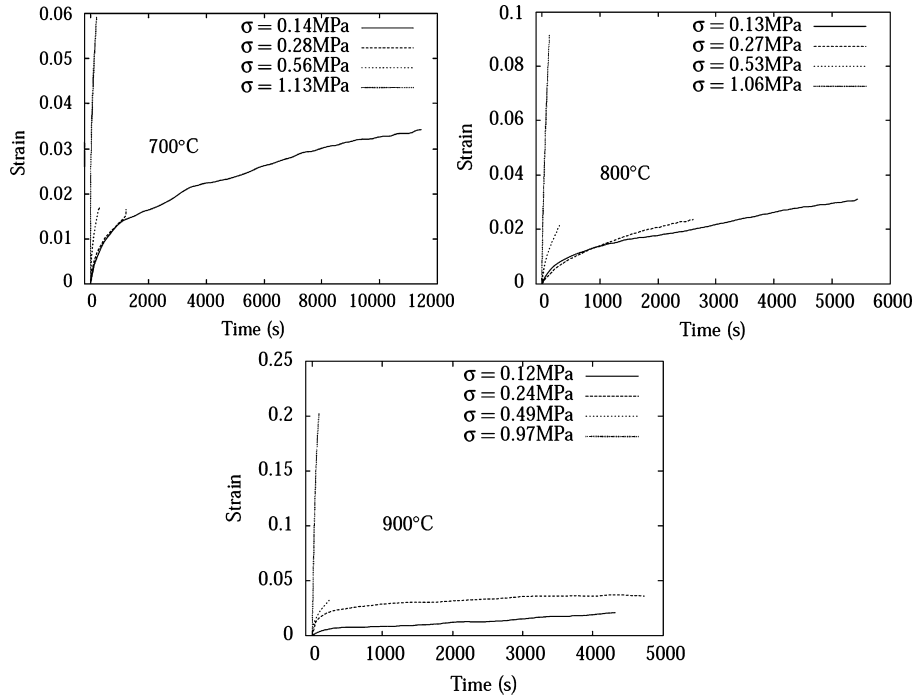 0.06
0.05
0.04
0.03
0.02
0.01
0
Strain
σ = 0.14MPa
σ = 0.28MPa
σ = 0.56MPa
σ = 1.13MPa
700°C
0 2000 4000 6000 8000 10000 12000
Time (s)
0.1
0.08
0.06
0.04
0.02
0
Strain
σ = 0.13MPa
σ = 0.27MPa
σ = 0.53MPa
σ = 1.06MPa
800°C
0 1000 2000 3000 4000 5000 6000
Time (s)
0.25
0.2
0.15
0.1
0.05
0
Strain
σ = 0.12MPa
σ = 0.24MPa
σ = 0.49MPa
σ = 0.97MPa
900°C
0 1000 2000 3000 4000 5000
Time (s)